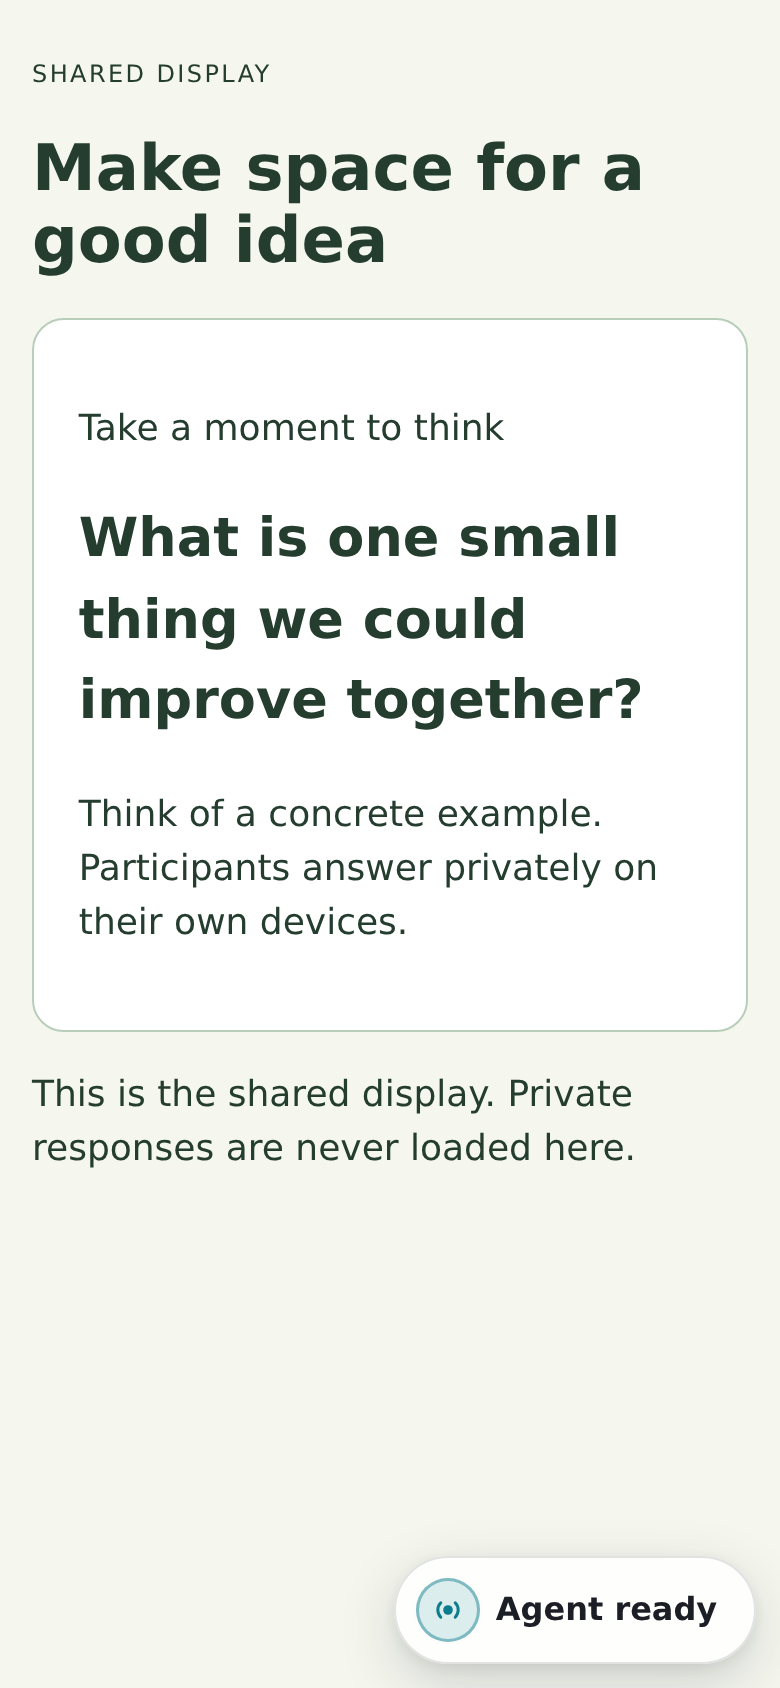 SHARED DISPLAY
Make space for a
good idea
Take a moment to think
What is one small
thing we could
improve together?
Think of a concrete example.
Participants answer privately on
their own devices.
This is the shared display. Private
responses are never loaded here.
Agent ready